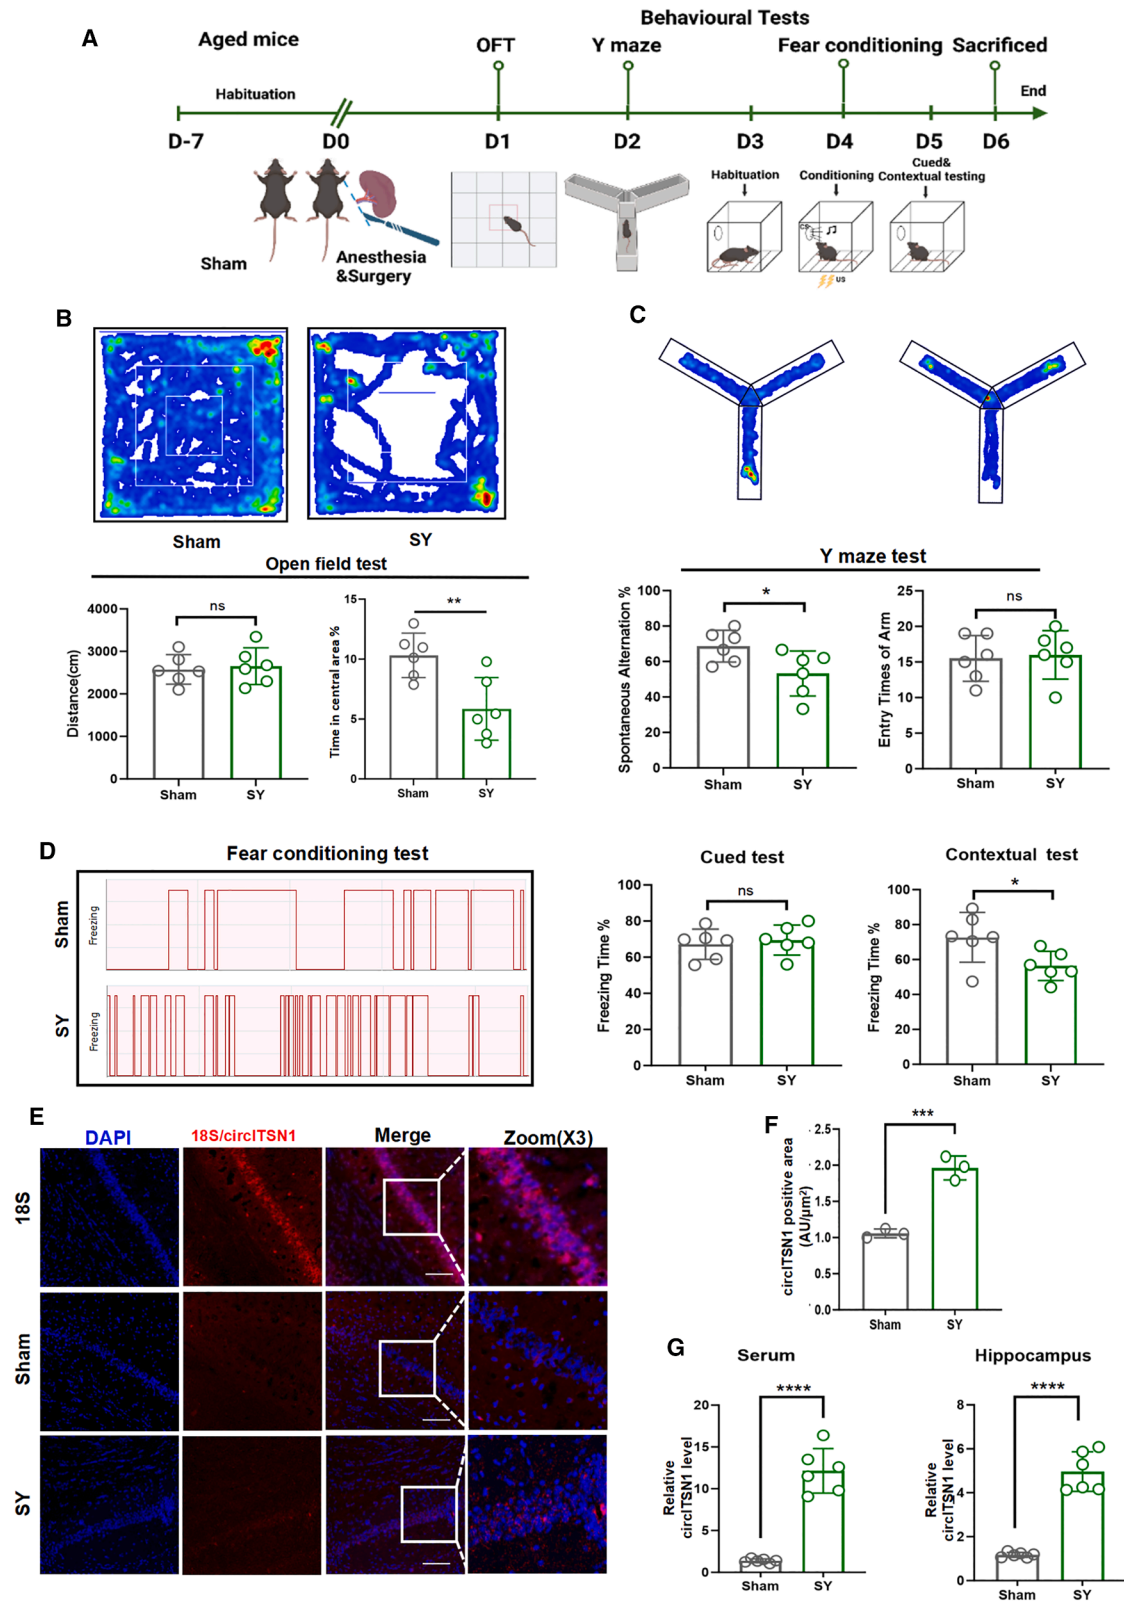 A
Behavioural Tests
Aged mice
OFT
Y maze
Fear conditioning
Sacrificed
Habituation
End
D-7
D0
D1
D2
D3
D4
D5
D6
Sham
Anesthesia
&Surgery
Habituation
Conditioning
Cued&
Contextual testing
CS
US
B
Sham
SY
Open field test
Distance(cm)
4000
3000
2000
1000
0
ns
Sham
SY
Time in central area %
15
10
5
0
**
Sham
SY
C
Y maze test
Spontaneous Alternation %
100
80
60
40
20
0
*
Sham
SY
Entry Times of Arm
25
20
15
10
5
0
ns
Sham
SY
D
Fear conditioning test
Sham
Freezing
SY
Freezing
Cued test
Freezing Time %
100
80
60
40
20
0
ns
Sham
SY
Contextual test
Freezing Time %
100
80
60
40
20
0
*
Sham
SY
E
DAPI
18S/circITSN1
Merge
Zoom(X3)
18S
Sham
SY
F
circITSN1 positive area
(AU/μm²)
2.5
2.0
1.5
1.0
0.5
0.0
***
Sham
SY
G
Serum
Relative
circITSN1 level
20
15
10
5
0
****
Sham
SY
Hippocampus
Relative
circITSN1 level
8
6
4
2
0
****
Sham
SY